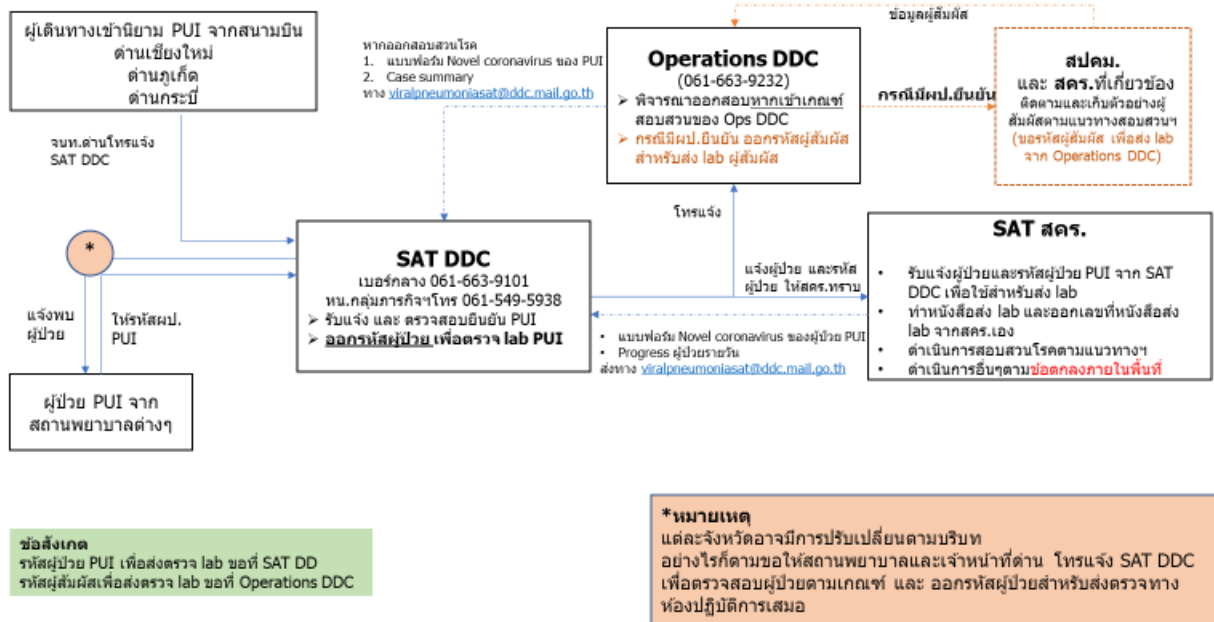 ผู้เดินทางเข้านิยาม PUI จากสนามบิน
ด่านเชียงใหม่
ด่านภูเก็ต
ด่านกระบี่
จนท.ด่านโทรแจ้ง
SAT DDC
*
แจ้งพบ
ผู้ป่วย
ให้รหัสผป.
PUI
ผู้ป่วย PUI จาก
สถานพยาบาลต่างๆ
หากออกสอบสวนโรค
1. แบบฟอร์ม Novel coronavirus ของ PUI
2. Case summary
ทาง viralpneumoniasat@ddc.mail.go.th
SAT DDC
เบอร์กลาง 061-663-9101
หน.กลุ่มภารกิจฯโทร 061-549-5938
➢ รับแจ้ง และ ตรวจสอบยืนยัน PUI
➢ ออกรหัสผู้ป่วย เพื่อตรวจ lab PUI
Operations DDC
(061-663-9232)
➢ พิจารณาออกสอบหากเข้าเกณฑ์
สอบสวนของ Ops DDC
➢ กรณีมีผป.ยืนยัน ออกรหัสผู้สัมผัส
สำหรับส่ง lab ผู้สัมผัส
ข้อมูลผู้สัมผัส
กรณีมีผป.ยืนยัน
สปคม.
และ สคร.ที่เกี่ยวข้อง
ติดตามและเก็บตัวอย่างผู้
สัมผัสตามแนวทางสอบสวนฯ
(ขอรหัสผู้สัมผัส เพื่อส่ง lab
จาก Operations DDC)
โทรแจ้ง
แจ้งผู้ป่วย และรหัส
ผู้ป่วย ให้สคร.ทราบ
• แบบฟอร์ม Novel coronavirus ของผู้ป่วย PUI
• Progress ผู้ป่วยรายวัน
ส่งทาง viralpneumoniasat@ddc.mail.go.th
SAT สคร.
• รับแจ้งผู้ป่วยและรหัสผู้ป่วย PUI จาก SAT
DDC เพื่อใช้สำหรับส่ง lab
• ทำหนังสือส่ง lab และออกเลขที่หนังสือส่ง
lab จากสคร.เอง
• ดำเนินการสอบสวนโรคตามแนวทางฯ
• ดำเนินการอื่นๆตามข้อตกลงภายในพื้นที่
ข้อสังเกต
รหัสผู้ป่วย PUI เพื่อส่งตรวจ lab ขอที่ SAT DD
รหัสผู้สัมผัสเพื่อส่งตรวจ lab ขอที่ Operations DDC
*หมายเหตุ
แต่ละจังหวัดอาจมีการปรับเปลี่ยนตามบริบท
อย่างไรก็ตามขอให้สถานพยาบาลและเจ้าหน้าที่ด่าน โทรแจ้ง SAT DDC
เพื่อตรวจสอบผู้ป่วยตามเกณฑ์ และ ออกรหัสผู้ป่วยสำหรับส่งตรวจทาง
ห้องปฏิบัติการเสมอ